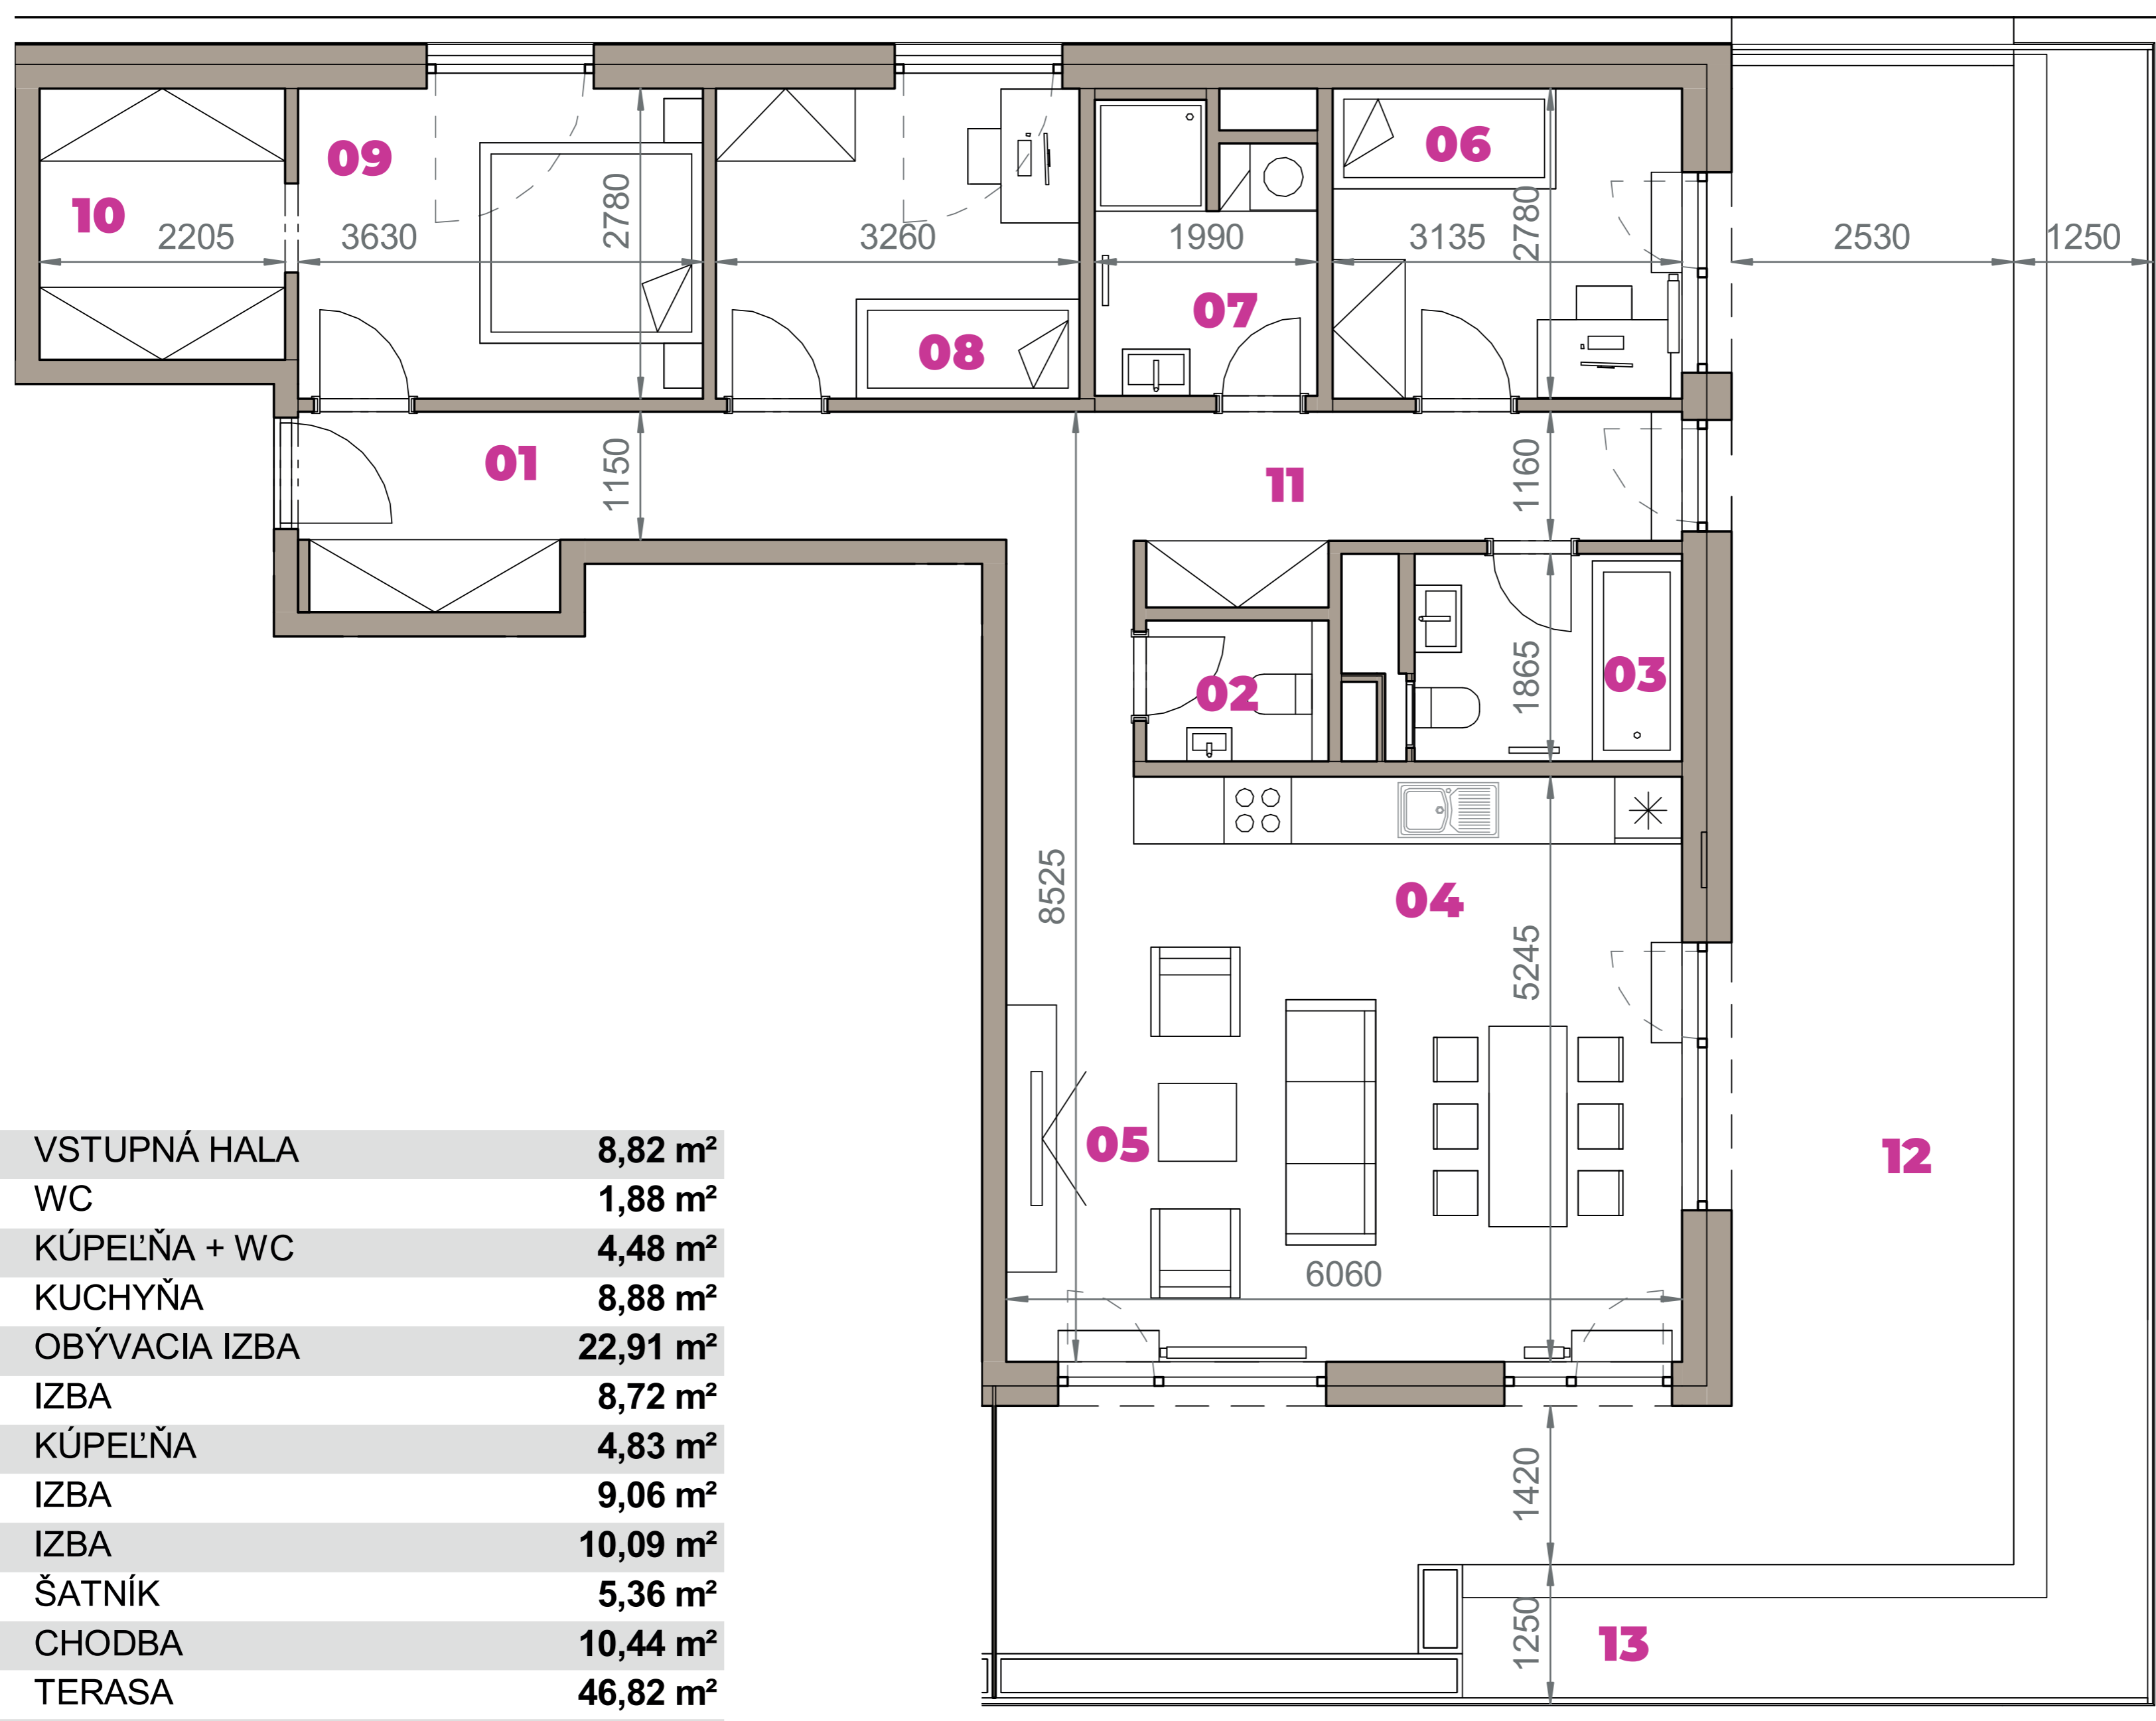 09
10
06
2205
3630
2780
3260
1990
3135
2780
2530
1250
07
08
01
1150
11
1160
02
1865
03
8525
04
5245
05
12
6060
1420
1250
13
VSTUPNÁ HALA 8,82 m²
WC 1,88 m²
KÚPEĽŇA + WC 4,48 m²
KUCHYŇA 8,88 m²
OBÝVACIA IZBA 22,91 m²
IZBA 8,72 m²
KÚPEĽŇA 4,83 m²
IZBA 9,06 m²
IZBA 10,09 m²
ŠATNÍK 5,36 m²
CHODBA 10,44 m²
TERASA 46,82 m²